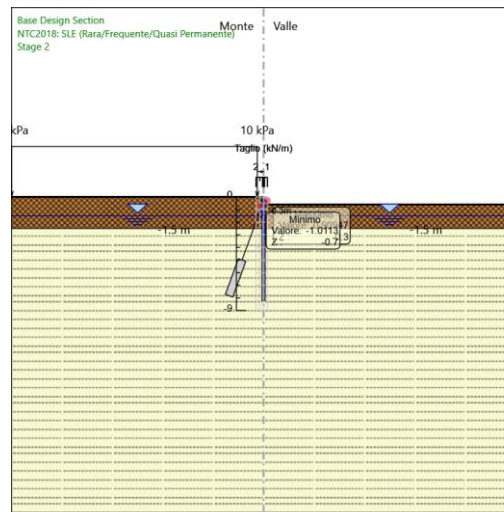 Base Design Section
NTC2018: SLE (Rara/Frequente/Quasi Permanente)
Stage 2
Monte Valle
kPa
10 kPa
Taglio (kN/m)
2 1
0
Minimo
Valore: -1.0113
Z -0.7
-1.5 m
-1.5 m
-9